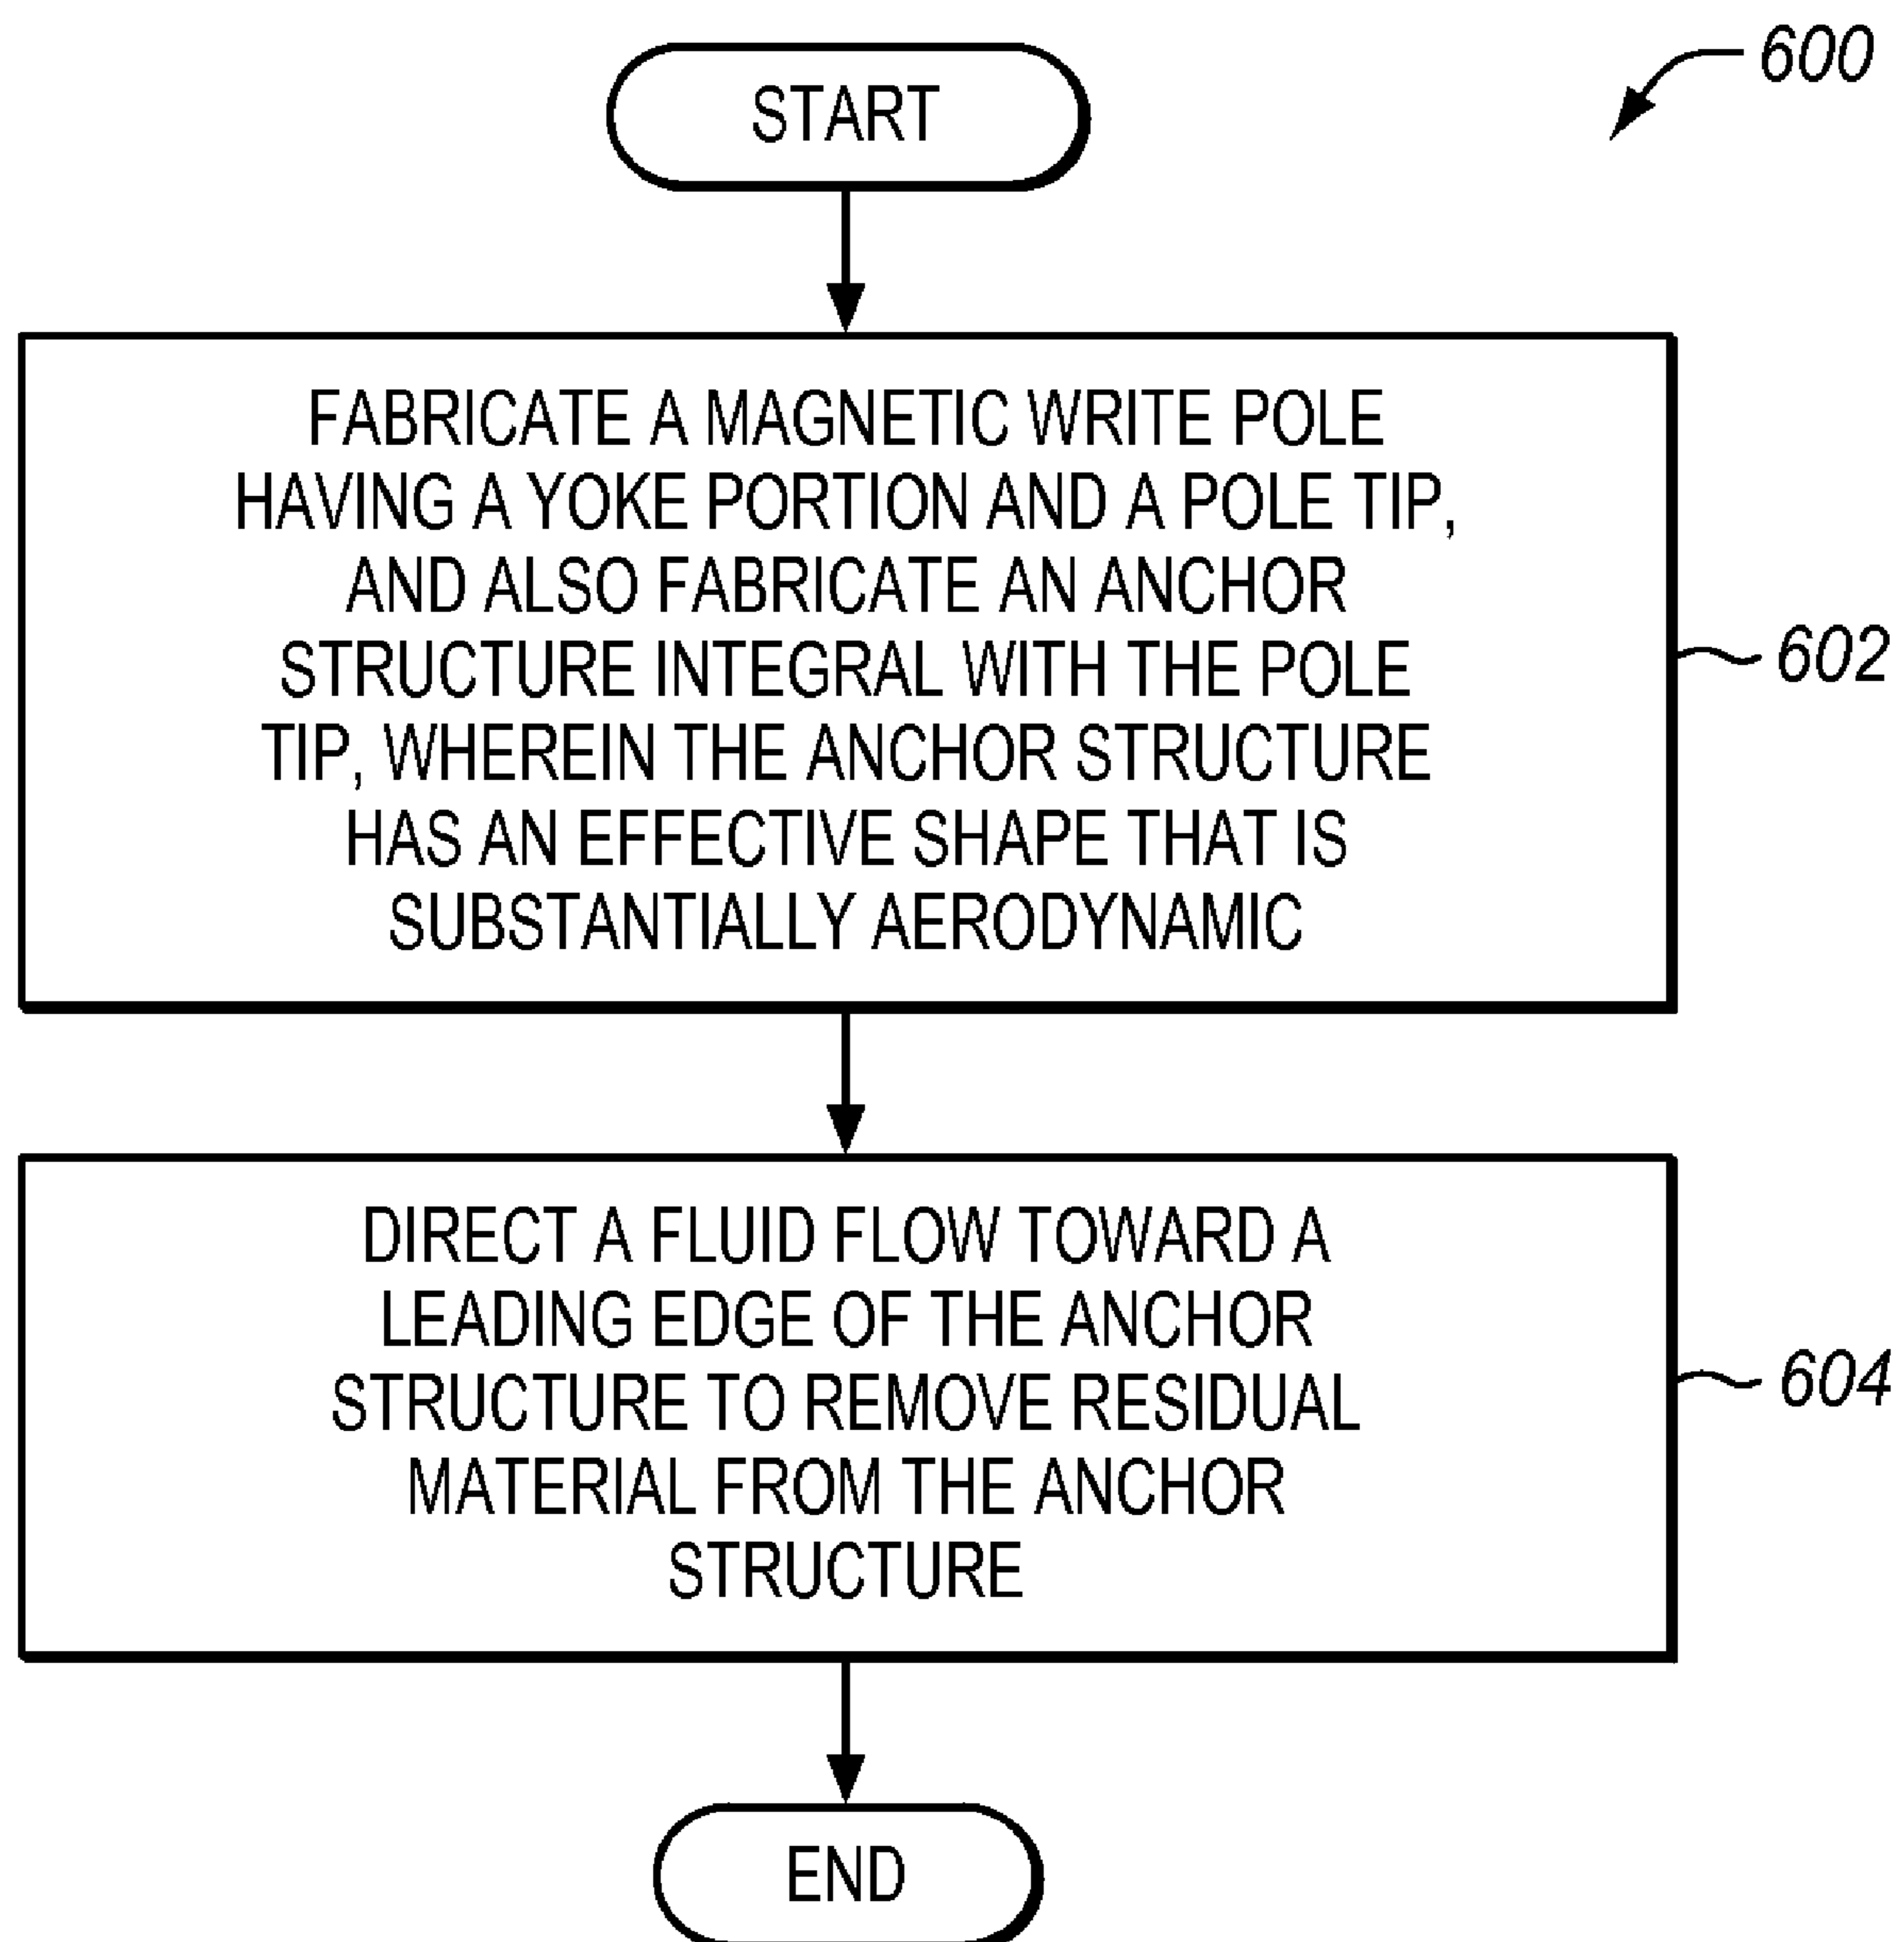 START
600
FABRICATE A MAGNETIC WRITE POLE
HAVING A YOKE PORTION AND A POLE TIP,
AND ALSO FABRICATE AN ANCHOR
STRUCTURE INTEGRAL WITH THE POLE
TIP, WHEREIN THE ANCHOR STRUCTURE
HAS AN EFFECTIVE SHAPE THAT IS
SUBSTANTIALLY AERODYNAMIC
602
DIRECT A FLUID FLOW TOWARD A
LEADING EDGE OF THE ANCHOR
STRUCTURE TO REMOVE RESIDUAL
MATERIAL FROM THE ANCHOR
STRUCTURE
604
END